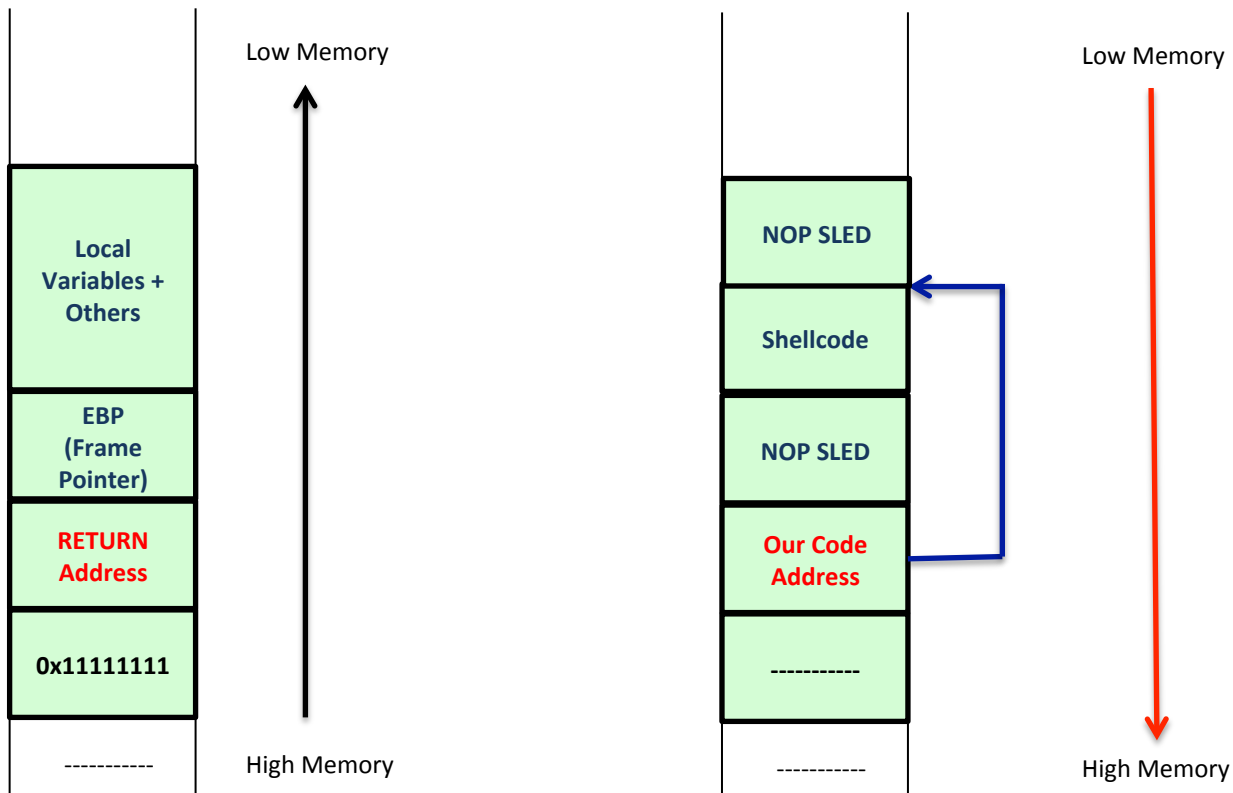 Low Memory
Local
Variables +
Others
EBP
(Frame
Pointer)
RETURN
Address
0x11111111
-----------
High Memory
Low Memory
NOP SLED
Shellcode
NOP SLED
Our Code
Address
-----------
-----------
High Memory